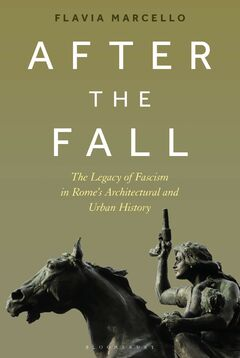 FLAVIA MARCELLO
AFTER
THE
FALL
The Legacy of Fascism
in Rome's Architectural and
Urban History
BLOOMSBURY